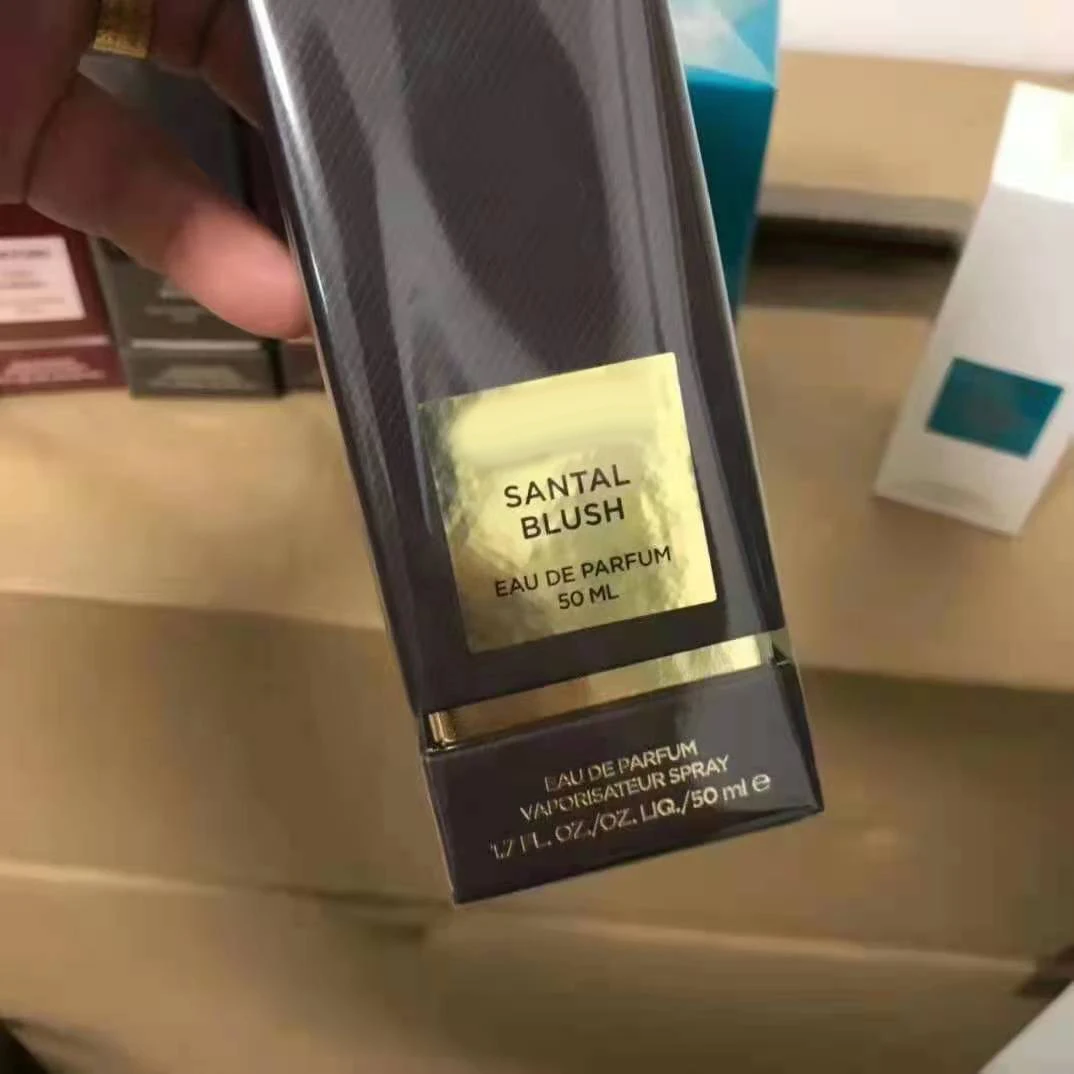 SANTAL
BLUSH
EAU DE PARFUM
50 ML
EAU DE PARFUM
VAPORISATEUR SPRAY
1.7 FL. OZ./OZ. LIQ./50 ml e